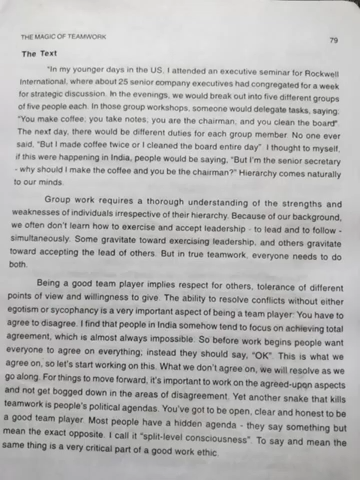 THE MAGIC OF TEAMWORK 79
The Text
"In my younger days in the US, I attended an executive seminar for Rockwell
International, where about 25 senior company executives had congregated for a week
for strategic discussion. In the evenings, we would break out into five different groups
of five people each. In those group workshops, someone would delegate tasks, saying:
"You make coffee; you take notes, you are the chairman; and you clean the board".
The next day, there would be different duties for each group member. No one ever
said, "But I made coffee twice or I cleaned the board entire day" I thought to myself,
if this were happening in India, people would be saying, "But I'm the senior secretary
- why should I make the coffee and you be the chairman?" Hierarchy comes naturally
to our minds.
Group work requires a thorough understanding of the strengths and
weaknesses of individuals irrespective of their hierarchy. Because of our background,
we often don't learn how to exercise and accept leadership - to lead and to follow -
simultaneously. Some gravitate toward exercising leadership, and others gravitate
toward accepting the lead of others. But in true teamwork, everyone needs to do
both.
Being a good team player implies respect for others, tolerance of different
points of view and willingness to give. The ability to resolve conflicts without either
egotism or sycophancy is a very important aspect of being a team player: You have to
agree to disagree. I find that people in India somehow tend to focus on achieving total
agreement, which is almost always impossible. So before work begins people want
everyone to agree on everything; instead they should say, "OK". This is what we
agree on, so let's start working on this. What we don't agree on, we will resolve as we
go along. For things to move forward, it's important to work on the agreed-upon aspects
and not get bogged down in the areas of disagreement. Yet another snake that kills
teamwork is people's political agendas. You've got to be open, clear and honest to be
a good team player. Most people have a hidden agenda - they say something but
mean the exact opposite. I call it "split-level consciousness". To say and mean the
same thing is a very critical part of a good work ethic.